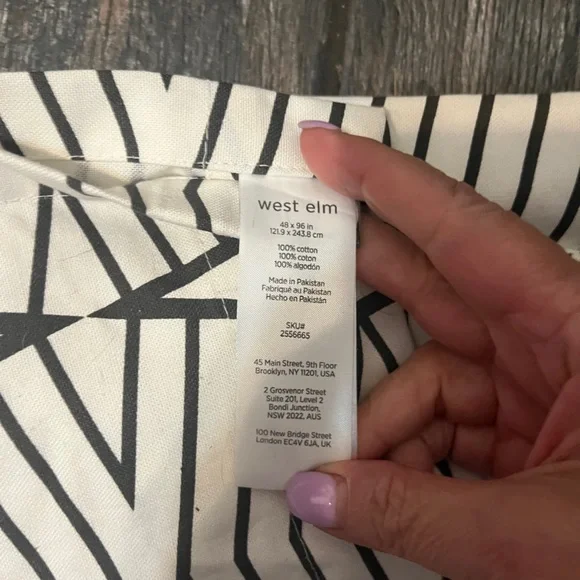 west elm
48 x 96 in
121.9 x 243.8 cm
100% cotton
100% coton
100% algodón
Made in Pakistan
Fabriqué au Pakistan
Hecho en Pakistán
SKU#
2556665
45 Main Street, 9th Floor
Brooklyn, NY 11201, USA
2 Grosvenor Street
Suite 201, Level 2
Bondi Junction,
NSW 2022, AUS
100 New Bridge Street
London EC4V 6JA, UK